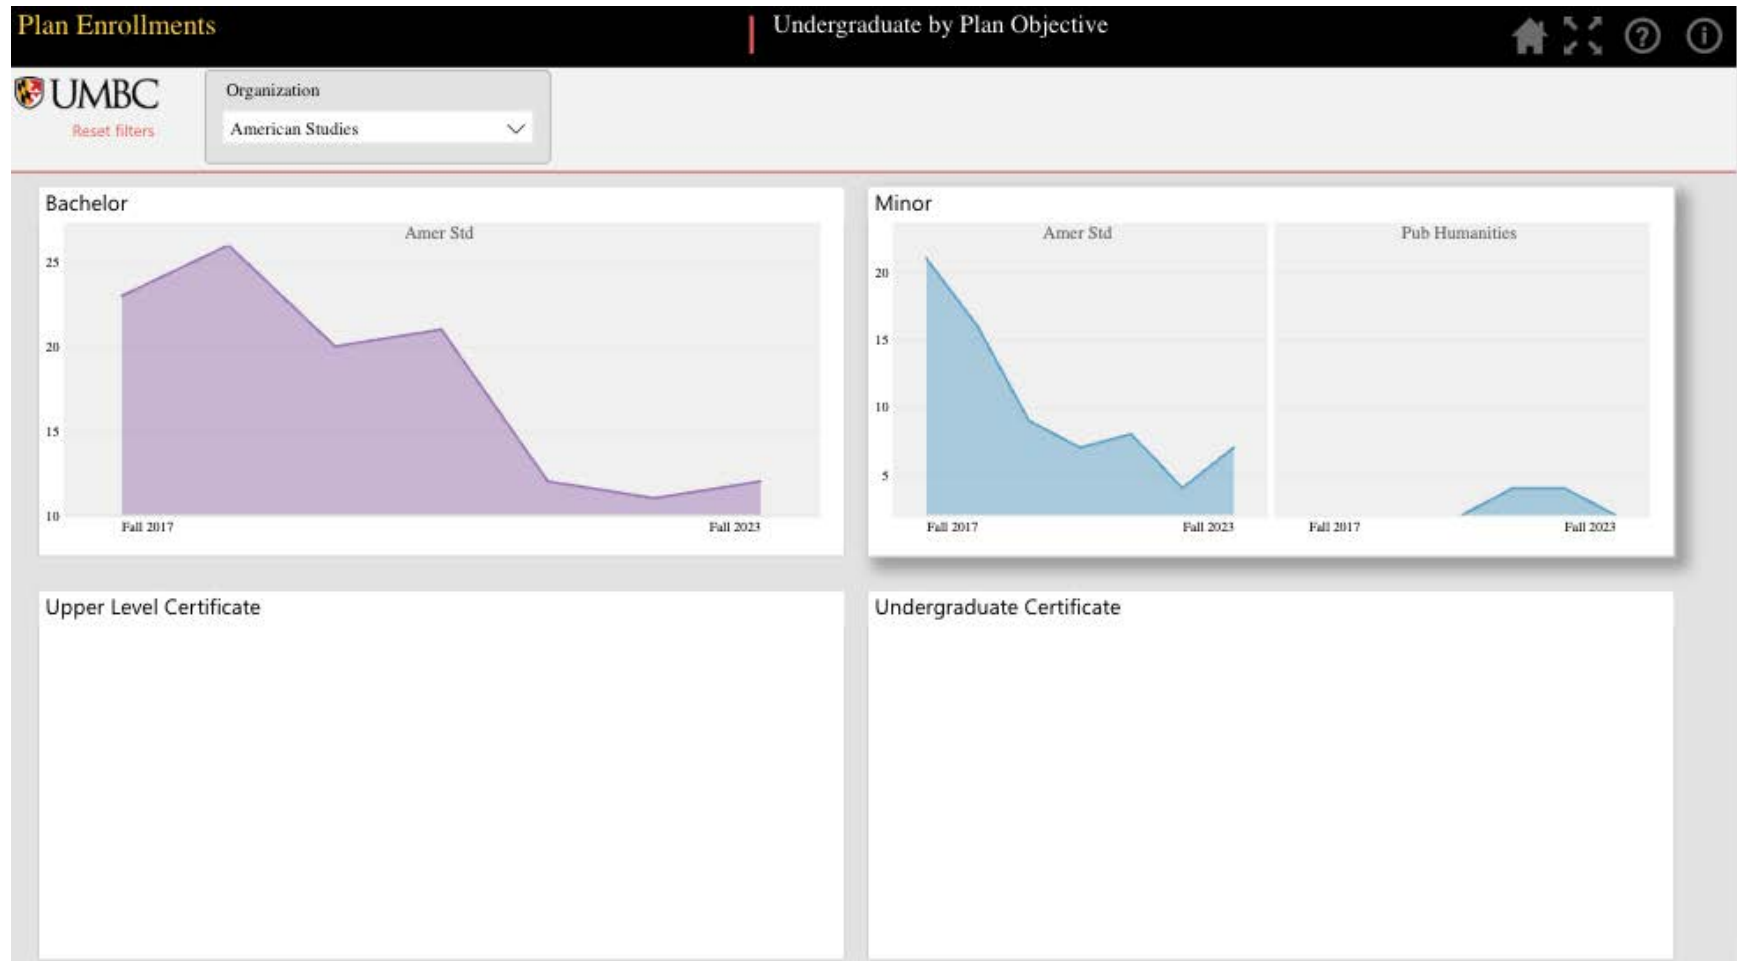 Plan Enrollments
Undergraduate by Plan Objective
UMBC
Reset filters
Organization
American Studies
Bachelor
Amer Std
25
20
15
10
Fall 2017
Fall 2023
Minor
Amer Std
Pub Humanities
20
15
10
5
Fall 2017
Fall 2023
Fall 2017
Fall 2023
Upper Level Certificate
Undergraduate Certificate